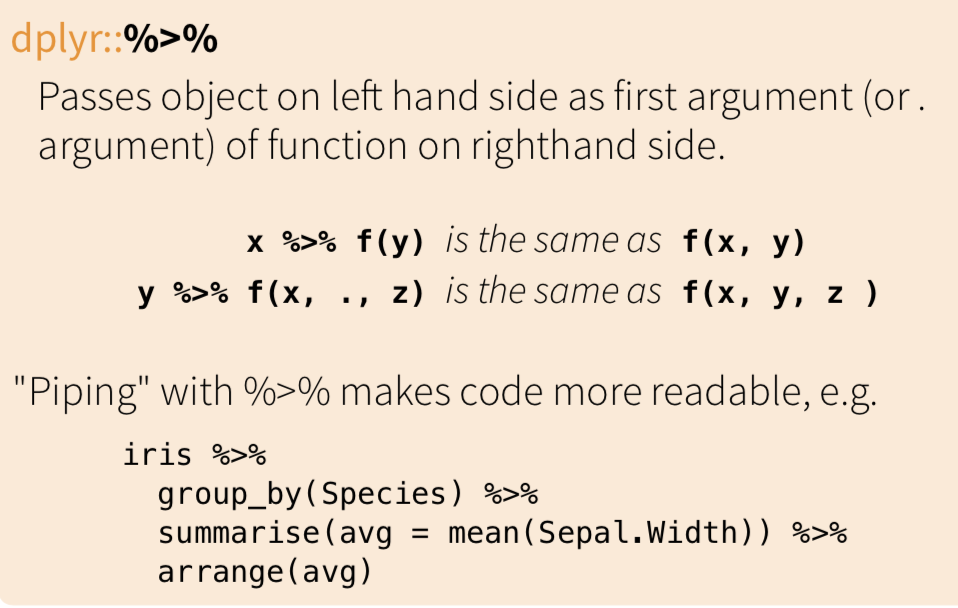 dplyr::%>%
Passes object on left hand side as first argument (or .
argument) of function on righthand side.
x %>% f(y) is the same as f(x, y)
y %>% f(x, ., z) is the same as f(x, y, z )
"Piping" with %>% makes code more readable, e.g.
iris %>%
group_by(Species) %>%
summarise(avg = mean(Sepal.Width)) %>%
arrange(avg)